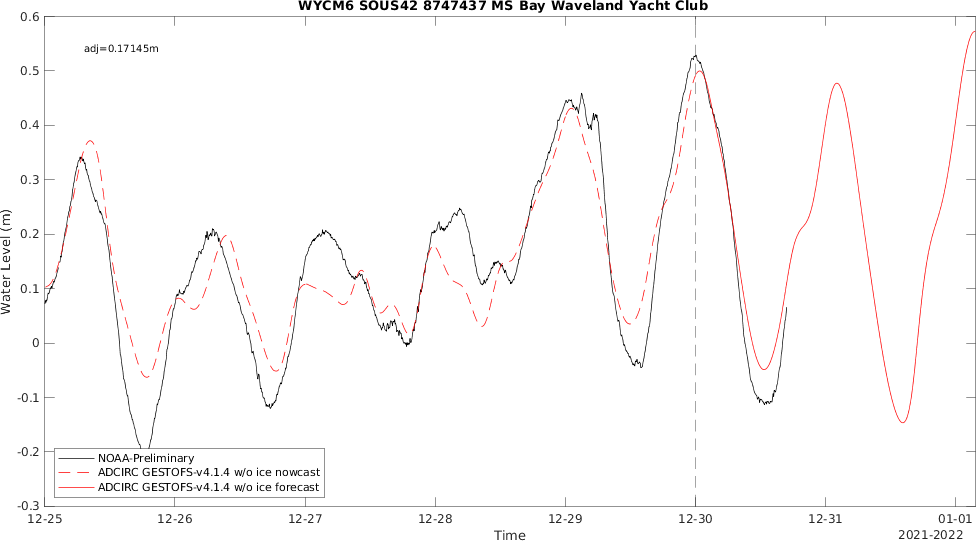 WYCM6 SOUS42 8747437 MS Bay Waveland Yacht Club
adj=0.17145m
0.6
0.5
0.4
0.3
0.2
0.1
0
-0.1
-0.2
-0.3
Water Level (m)
NOAA-Preliminary
ADCIRC GESTOFS-v4.1.4 w/o ice nowcast
ADCIRC GESTOFS-v4.1.4 w/o ice forecast
12-25 12-26 12-27 12-28 12-29 12-30 12-31 01-01
Time
2021-2022